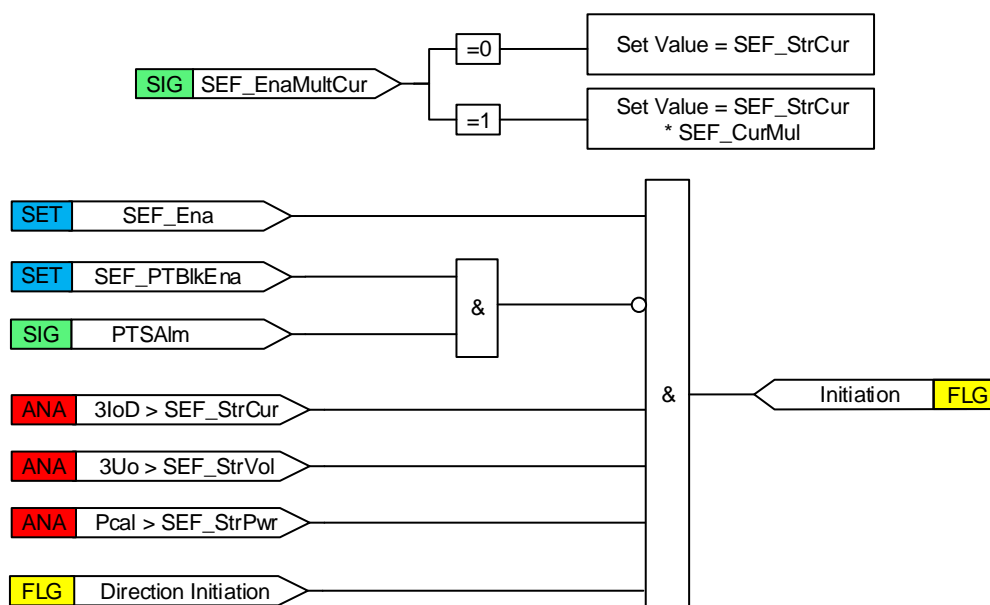 =0
Set Value = SEF_StrCur
SIG SEF_EnaMultCur
=1
Set Value = SEF_StrCur
* SEF_CurMul
SET SEF_Ena
SET SEF_PTBlkEna
&
SIG PTSAlm
ANA 3IoD > SEF_StrCur
&
Initiation FLG
ANA 3Uo > SEF_StrVol
ANA Pcal > SEF_StrPwr
FLG Direction Initiation